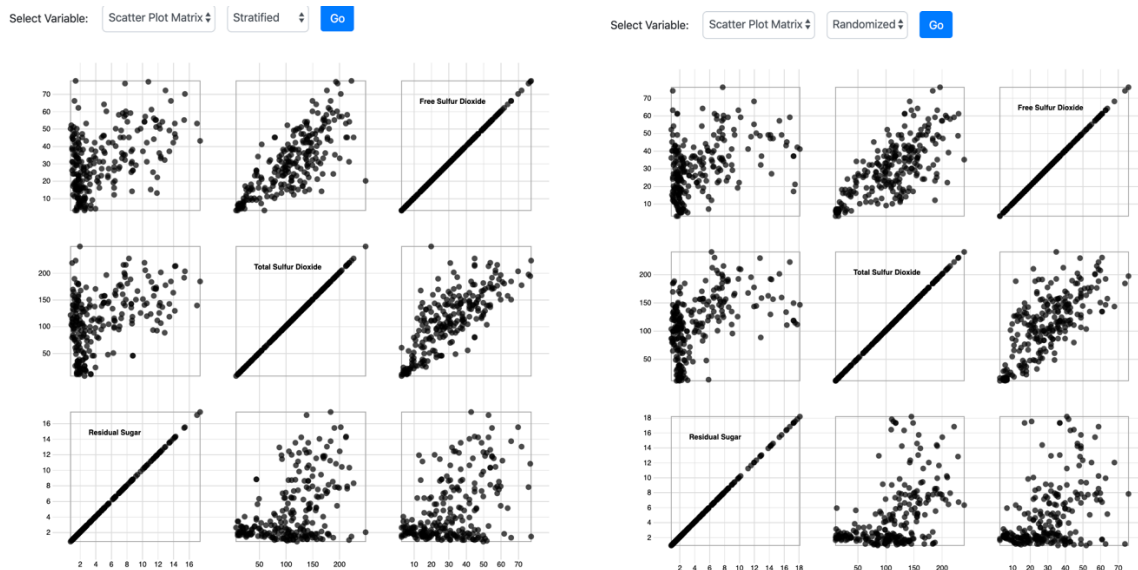 Select Variable: Scatter Plot Matrix Stratified Go
70
60
50
40
30
20
10
Free Sulfur Dioxide
200
150
100
50
Total Sulfur Dioxide
16
14
12
10
8
6
4
2
Residual Sugar
2 4 6 8 10 12 14 16
50 100 150 200
10 20 30 40 50 60 70
Select Variable: Scatter Plot Matrix Randomized Go
70
60
50
40
30
20
10
Free Sulfur Dioxide
200
150
100
50
Total Sulfur Dioxide
18
16
14
12
10
8
6
4
2
Residual Sugar
2 4 6 8 10 12 14 16 18
50 100 150 200
10 20 30 40 50 60 70